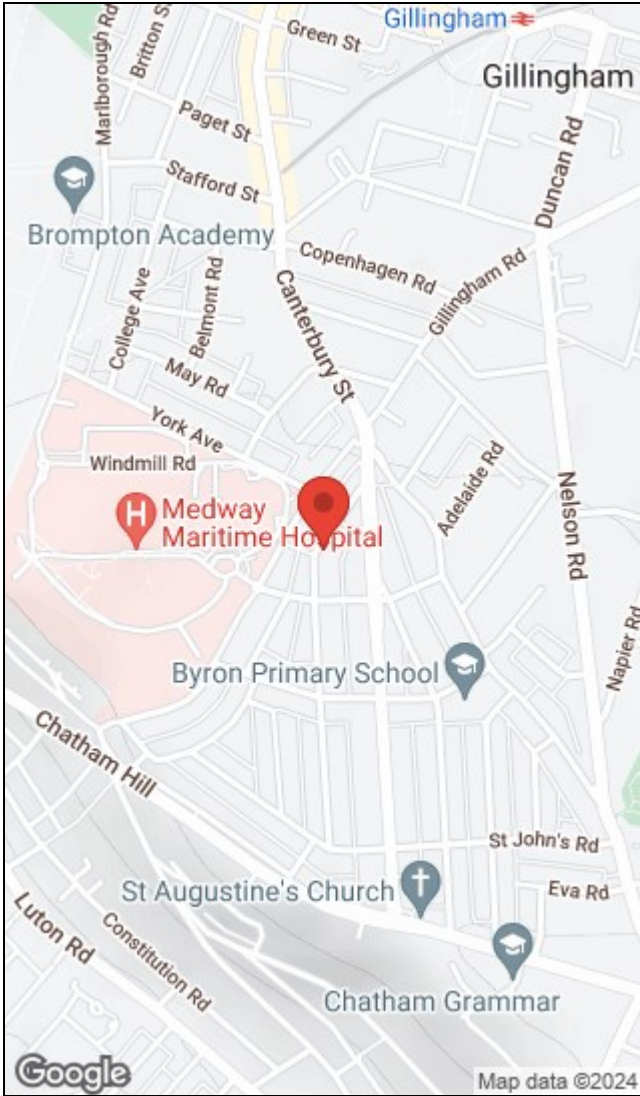 Gillingham
Green St
Marlborough Rd
Britton St
Gillingham
Paget St
Duncan Rd
Stafford St
Brompton Academy
Copenhagen Rd
Gillingham Rd
College Ave
Belmont Rd
Canterbury St
May Rd
York Ave
Windmill Rd
Adelaide Rd
Nelson Rd
H
Medway
Maritime Hospital
Napier Rd
Byron Primary School
Chatham Hill
St John's Rd
St Augustine's Church
Eva Rd
Luton Rd
Constitution Rd
Chatham Grammar
Google
Map data ©2024